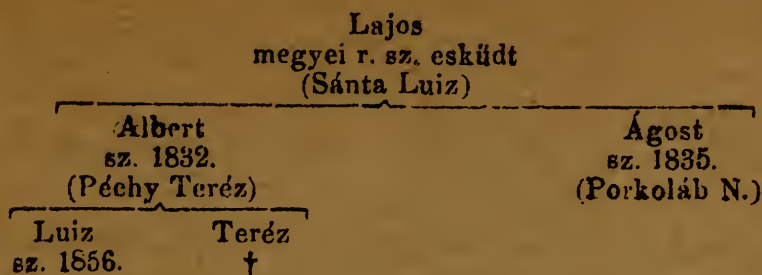 Lajos
megyei r. sz. esküdt
(Sánta Luiz)
Albert Ágost
sz. 1832. sz. 1835.
(Péchy Teréz) (Porkoláb N.)
Luiz Teréz
sz. 1856. †